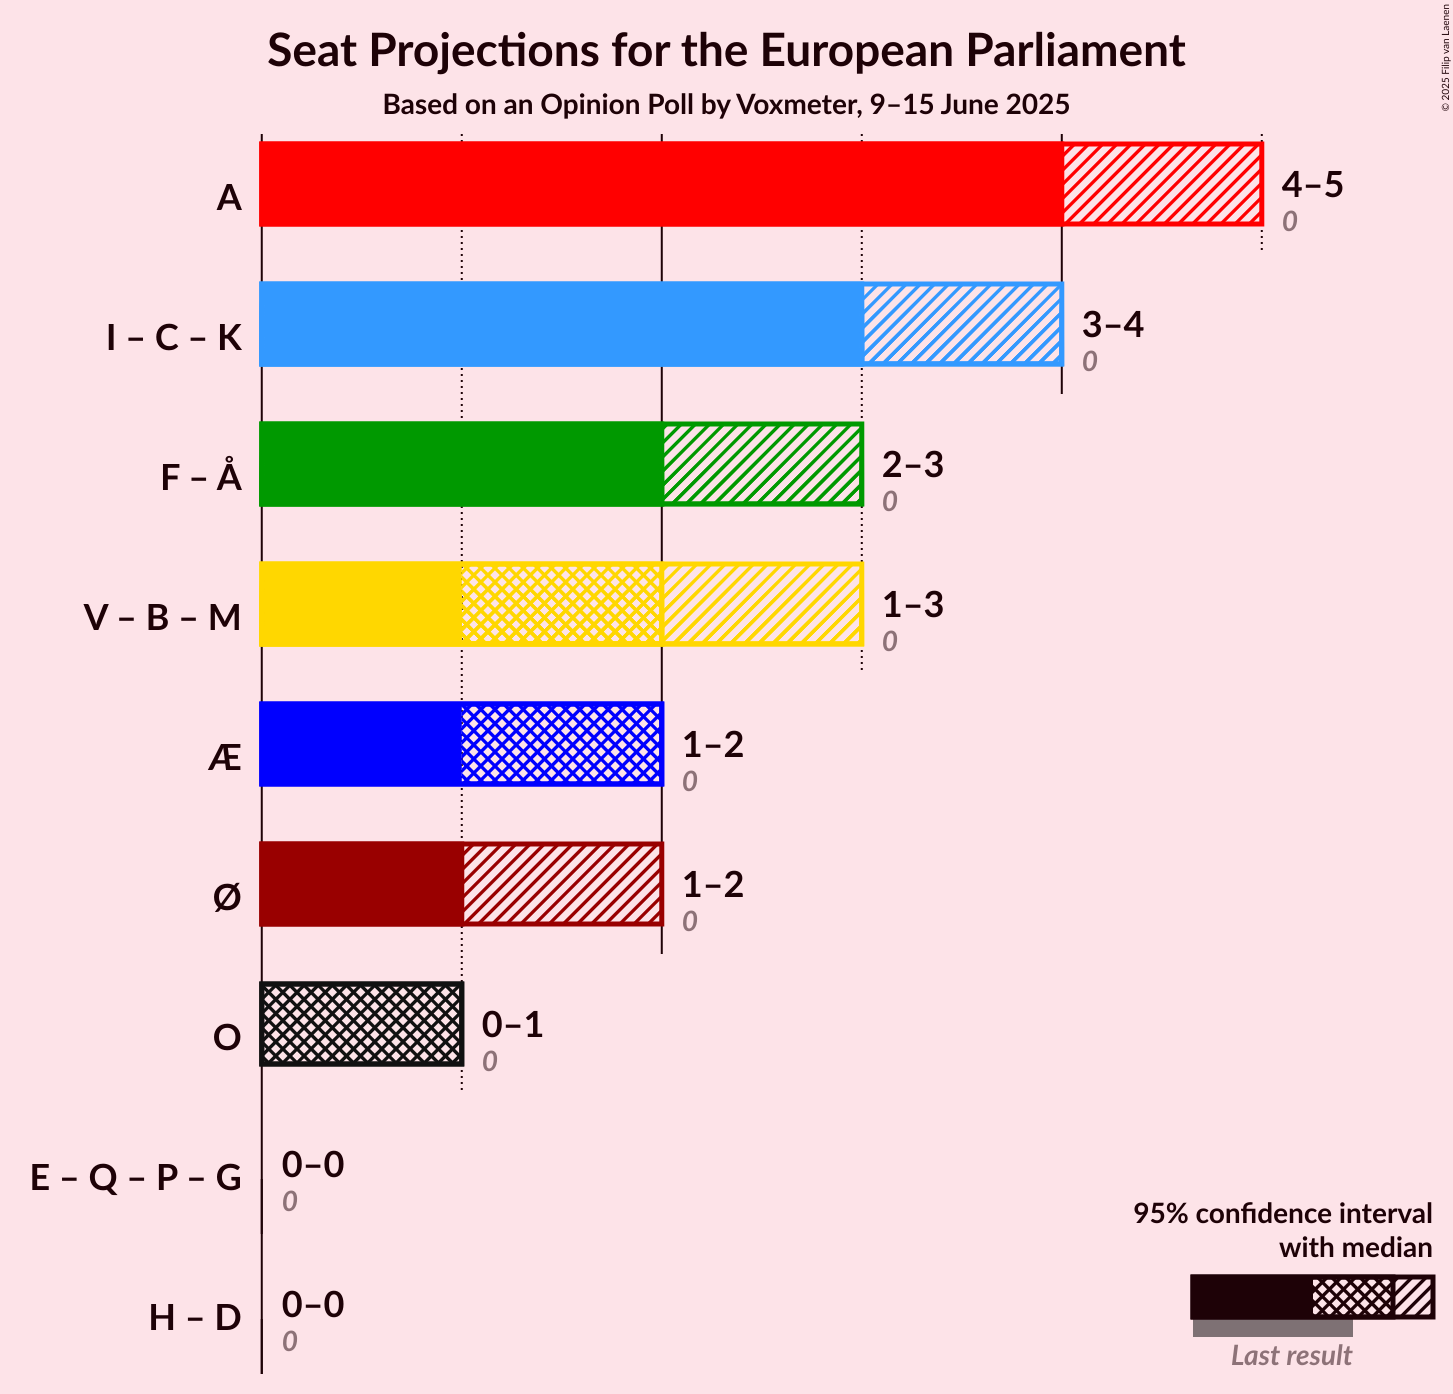 Seat Projections for the European Parliament
Based on an Opinion Poll by Voxmeter, 9–15 June 2025
© 2025 Filip van Laenen
A
4–5
0
I – C – K
3–4
0
F – Å
2–3
0
V – B – M
1–3
0
Æ
1–2
0
Ø
1–2
0
O
0–1
0
E – Q – P – G
0–0
0
H – D
0–0
0
95% confidence interval
with median
Last result